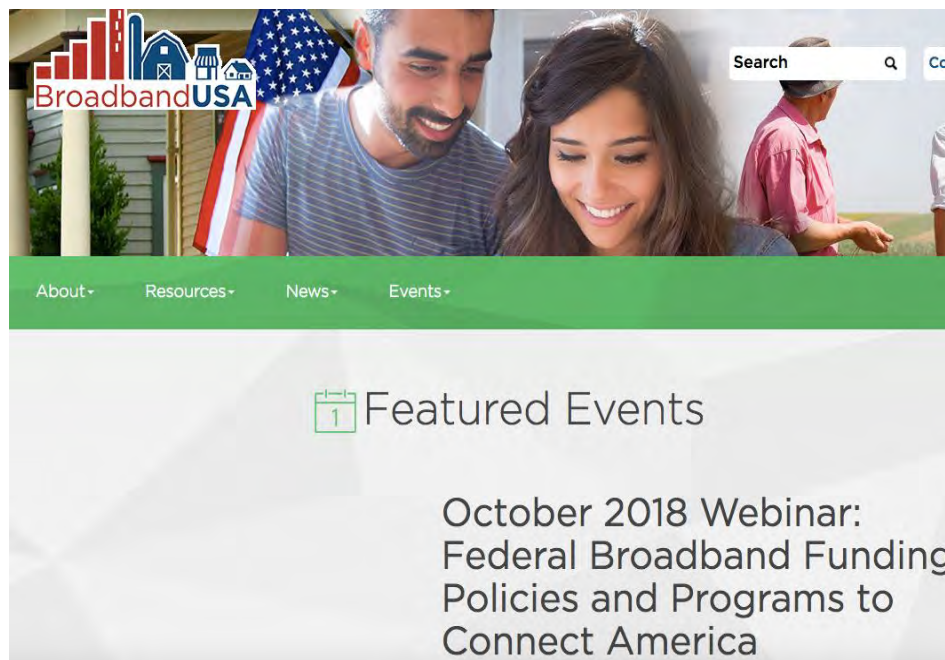 BroadbandUSA
Search
Co
About
Resources
News
Events
1
Featured Events
October 2018 Webinar:
Federal Broadband Funding
Policies and Programs to
Connect America